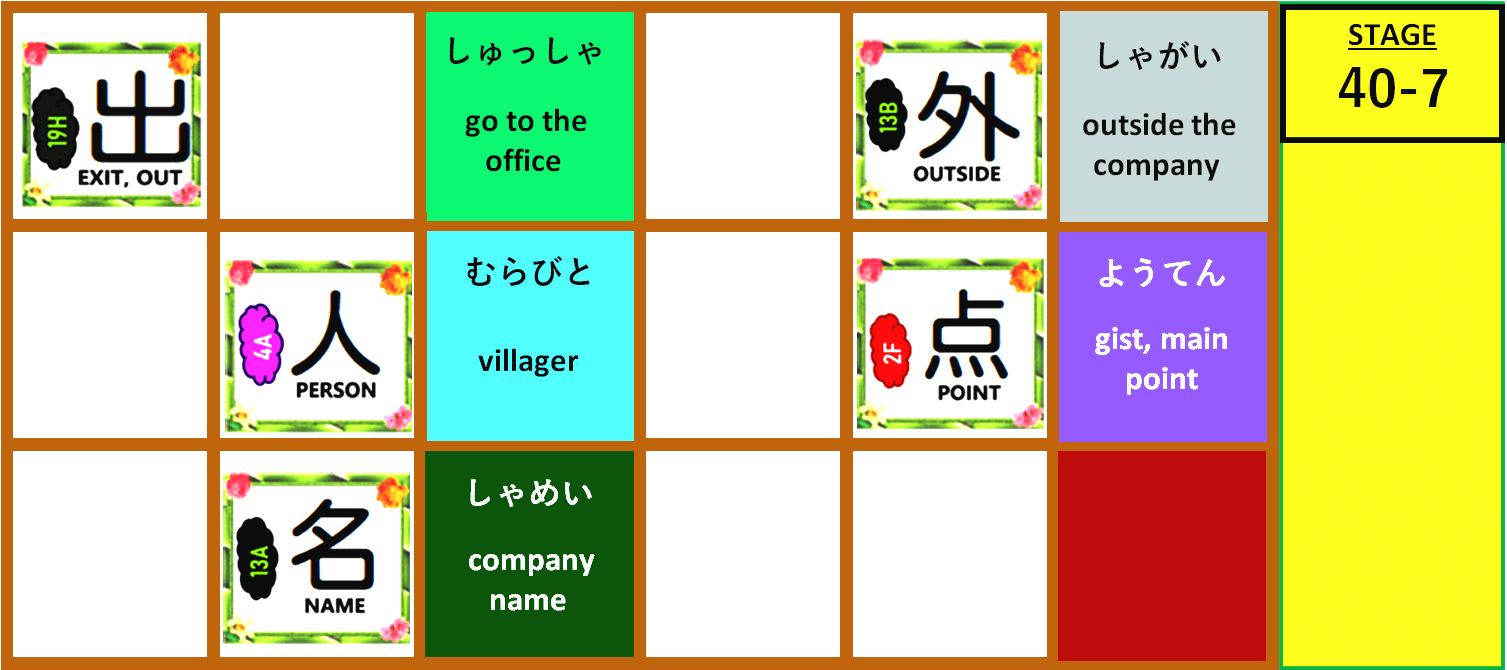 19H
出
EXIT, OUT
しゅっしゃ
go to the
office
13B
外
OUTSIDE
しゃがい
outside the
company
STAGE
40-7
4A
人
PERSON
むらびと
villager
2F
点
POINT
ようてん
gist, main
point
13A
名
NAME
しゃめい
company
name